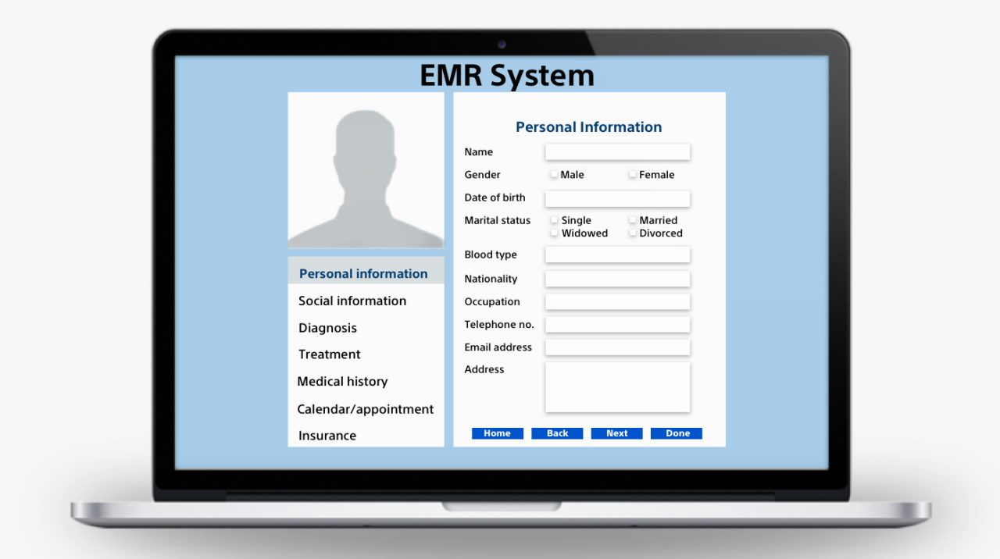 EMR System
Personal information
Social information
Diagnosis
Treatment
Medical history
Calendar/appointment
Insurance
Personal Information
Name
Gender
Male Female
Date of birth
Marital status
Single Married
Widowed Divorced
Blood type
Nationality
Occupation
Telephone no.
Email address
Address
Home Back Next Done